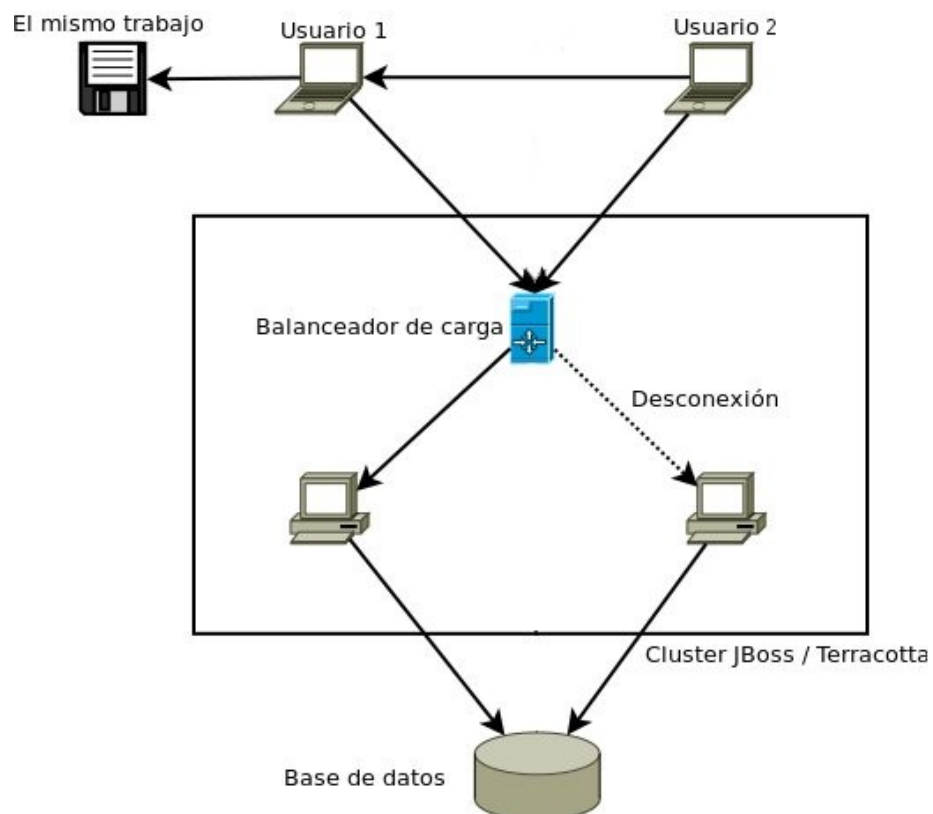 El mismo trabajo
Usuario 1
Usuario 2
Balanceador de carga
Desconexión
Cluster JBoss / Terracotta
Base de datos